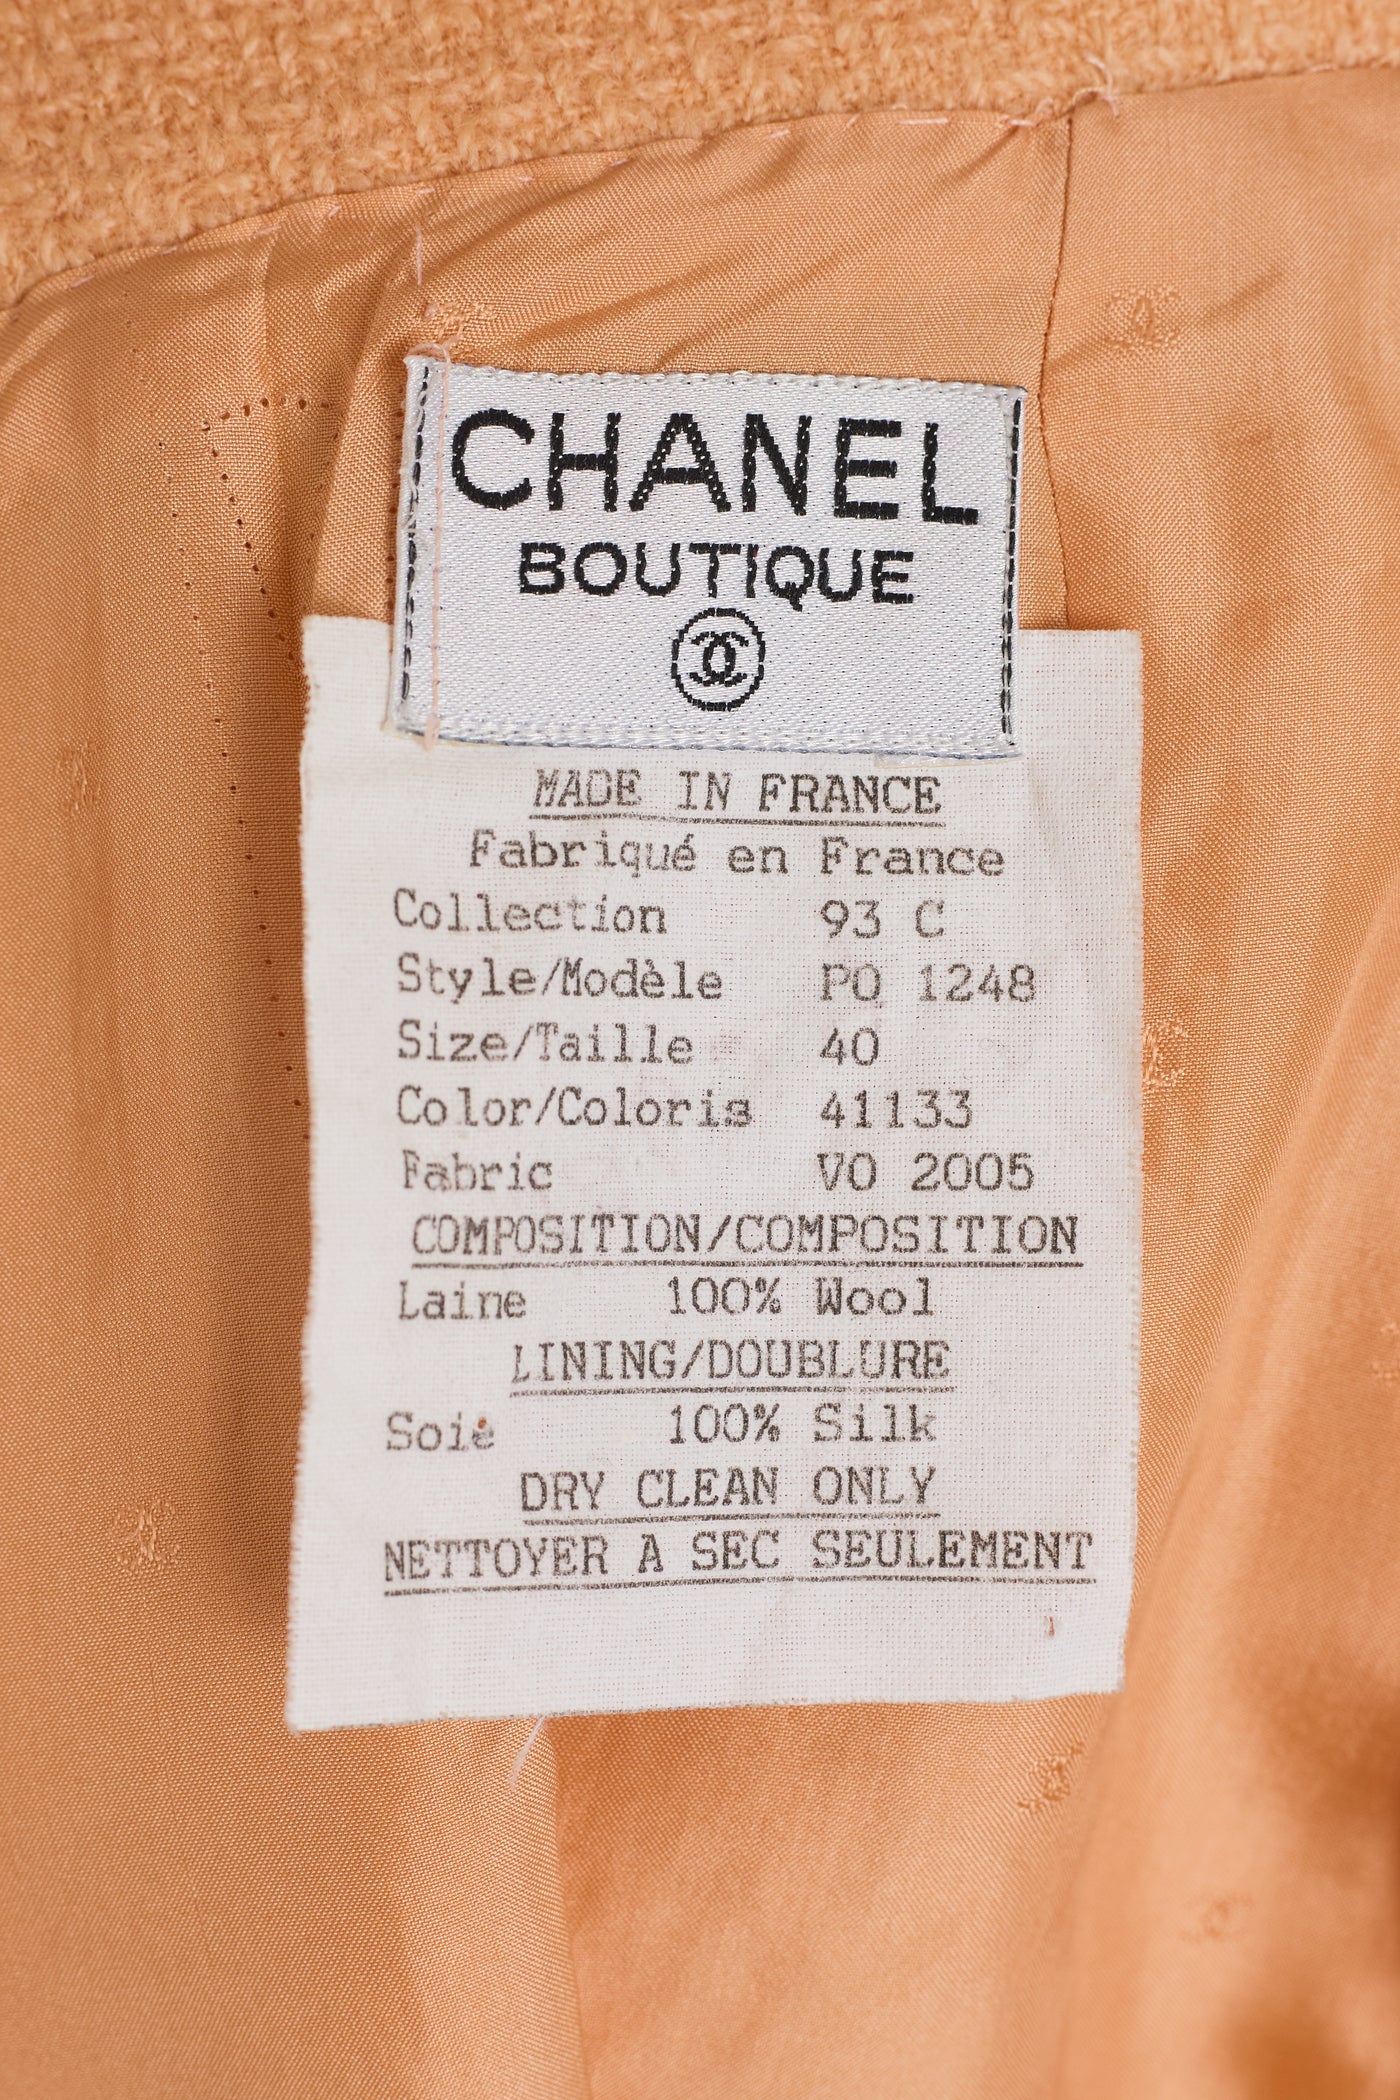 CHANEL
BOUTIQUE
MADE IN FRANCE
Fabriqué en France
Collection 93 C
Style/Modèle PO 1248
Size/Taille 40
Color/Coloris 41133
Fabric VO 2005
COMPOSITION/COMPOSITION
Laine 100% Wool
LINING/DOUBLURE
Soie 100% Silk
DRY CLEAN ONLY
NETTOYER A SEC SEULEMENT